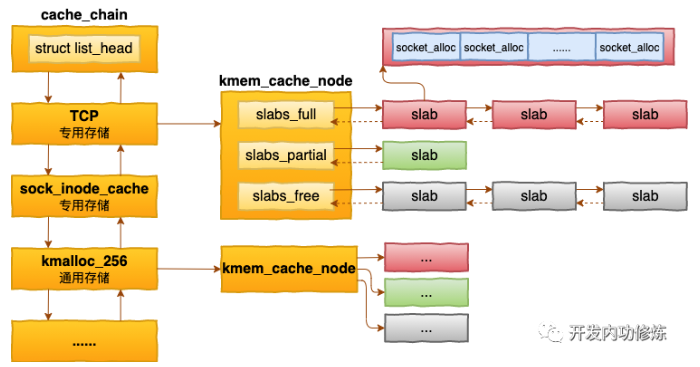 cache_chain
struct list_head
TCP
专用存储
sock_inode_cache
专用存储
kmalloc_256
通用存储
......
kmem_cache_node
slabs_full
slabs_partial
slabs_free
socket_alloc socket_alloc ...... socket_alloc
slab slab slab
slab
slab slab slab
kmem_cache_node
...
...
...
开发内功修炼